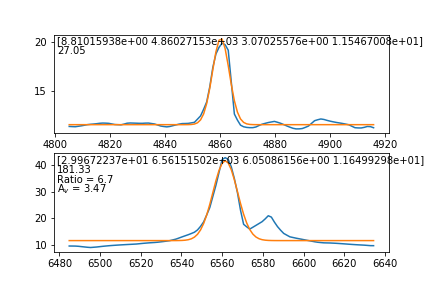 [8.81015938e+00 4.86027153e+03 3.07025576e+00 1.15467008e+01]
27.05
20
15
4800 4820 4840 4860 4880 4900 4920
[2.99672237e+01 6.56151502e+03 6.05086156e+00 1.16499298e+01]
181.33
Ratio = 6.7
Aᵥ = 3.47
40
30
20
10
6480 6500 6520 6540 6560 6580 6600 6620 6640